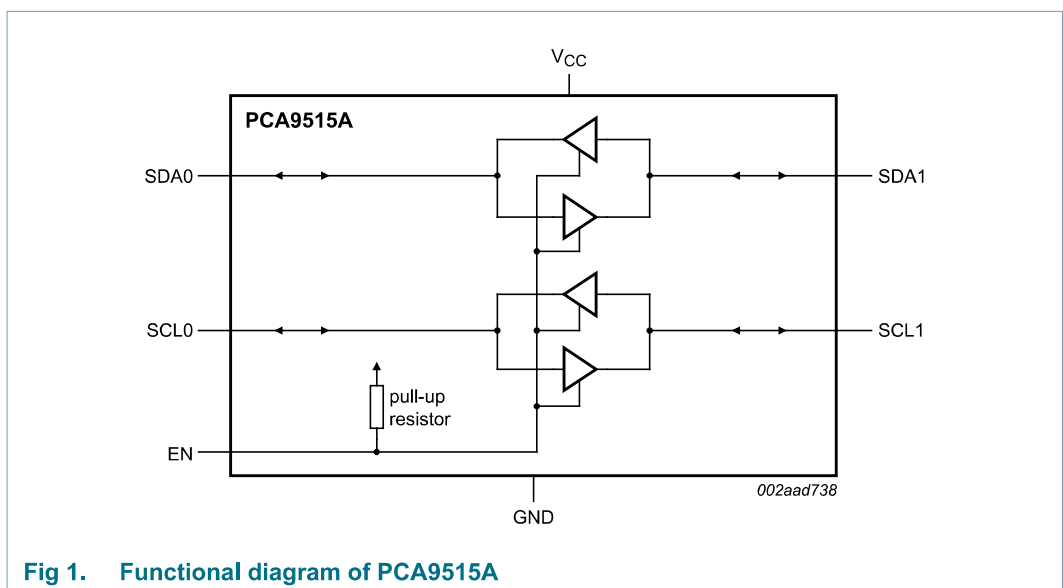 VCC
PCA9515A
SDA0
SDA1
SCL0
SCL1
pull-up
resistor
EN
002aad738
GND
Fig 1. Functional diagram of PCA9515A